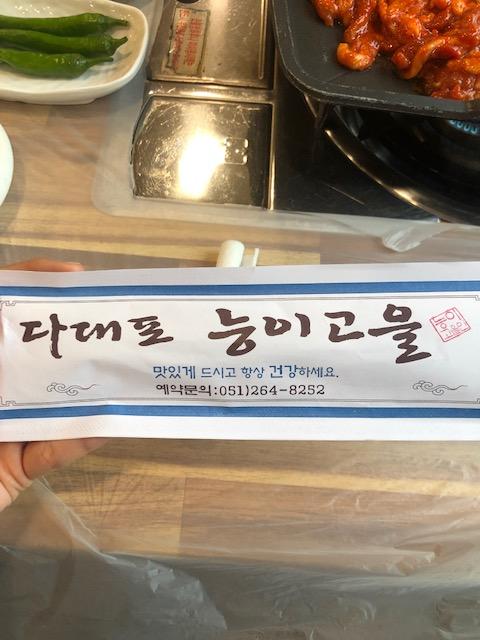 다대포 능이고을
맛있게 드시고 항상 건강하세요.
예약문의:051)264-8252